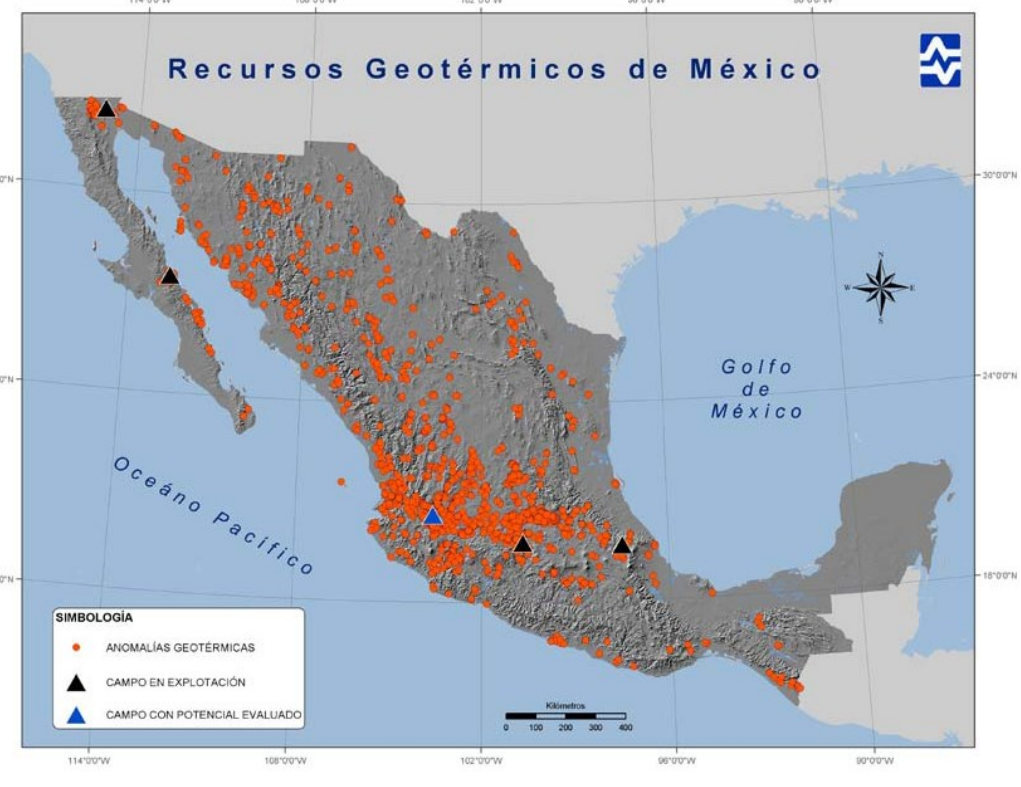 Recursos Geotérmicos de México
30°0'0"N
24°0'0"N
18°0'0"N
N
W
E
S
Golfo
de
México
Oceáno Pacífico
SIMBOLOGÍA
ANOMALÍAS GEOTÉRMICAS
CAMPO EN EXPLOTACIÓN
CAMPO CON POTENCIAL EVALUADO
Kilómetros
0 100 200 300 400
114°0'0"W 108°0'0"W 102°0'0"W 96°0'0"W 90°0'0"W